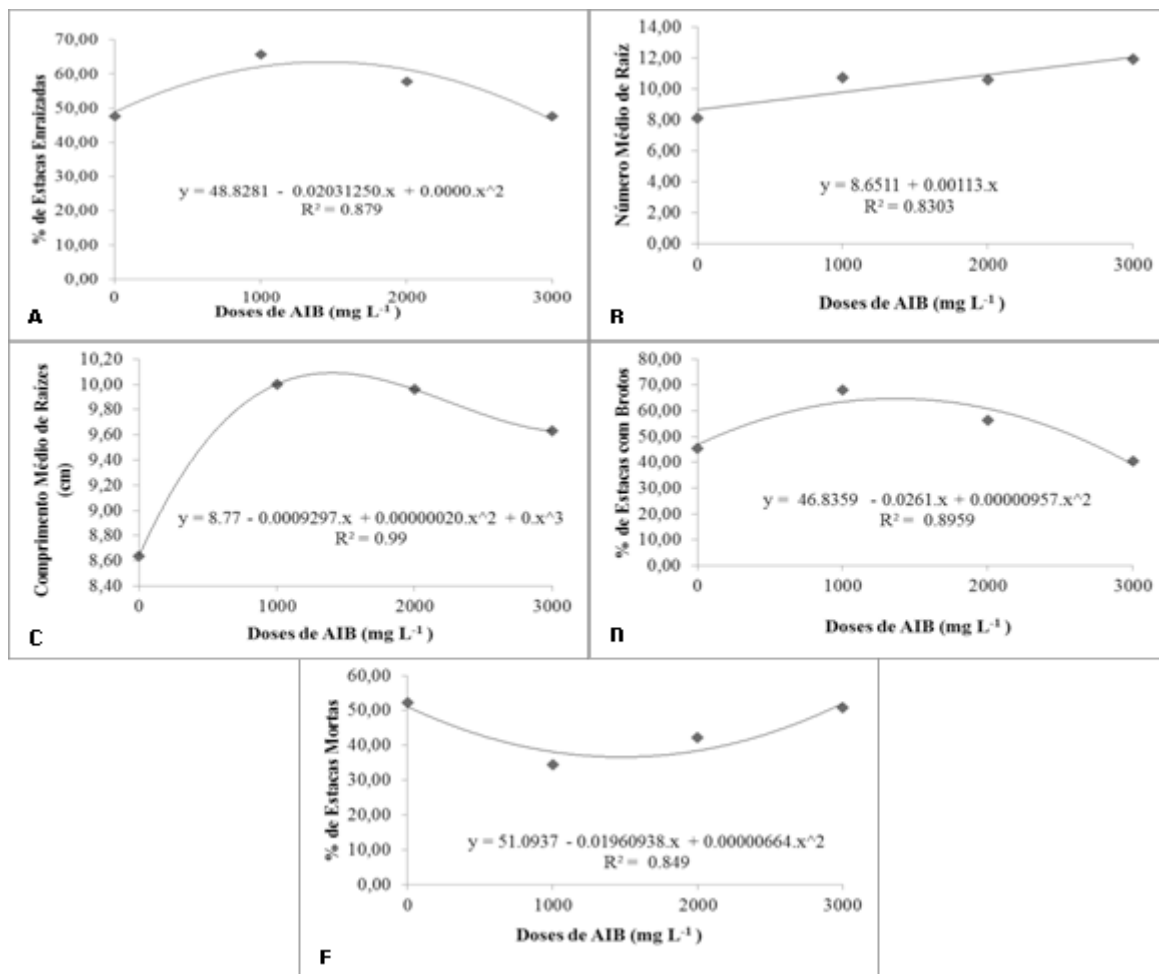 % de Estacas Enraizadas
70,00
60,00
50,00
40,00
30,00
20,00
10,00
0,00
y = 48.8281 - 0.02031250.x + 0.0000.x^2
R² = 0.879
0 1000 2000 3000
Doses de AIB (mg L⁻¹ )
A
Número Médio de Raiz
14,00
12,00
10,00
8,00
6,00
4,00
2,00
0,00
y = 8.6511 + 0.00113.x
R² = 0.8303
0 1000 2000 3000
Doses de AIB (mg L⁻¹ )
B
Comprimento Médio de Raízes
(cm)
10,20
10,00
9,80
9,60
9,40
9,20
9,00
8,80
8,60
8,40
y = 8.77 - 0.0009297.x + 0.00000020.x^2 + 0.x^3
R² = 0.99
0 1000 2000 3000
Doses de AIB (mg L⁻¹ )
C
% de Estacas com Brotos
80,00
70,00
60,00
50,00
40,00
30,00
20,00
10,00
0,00
y = 46.8359 - 0.0261.x + 0.00000957.x^2
R² = 0.8959
0 1000 2000 3000
Doses de AIB (mg L⁻¹ )
D
% de Estacas Mortas
60,00
50,00
40,00
30,00
20,00
10,00
0,00
y = 51.0937 - 0.01960938.x + 0.00000664.x^2
R² = 0.849
0 1000 2000 3000
Doses de AIB (mg L⁻¹ )
F